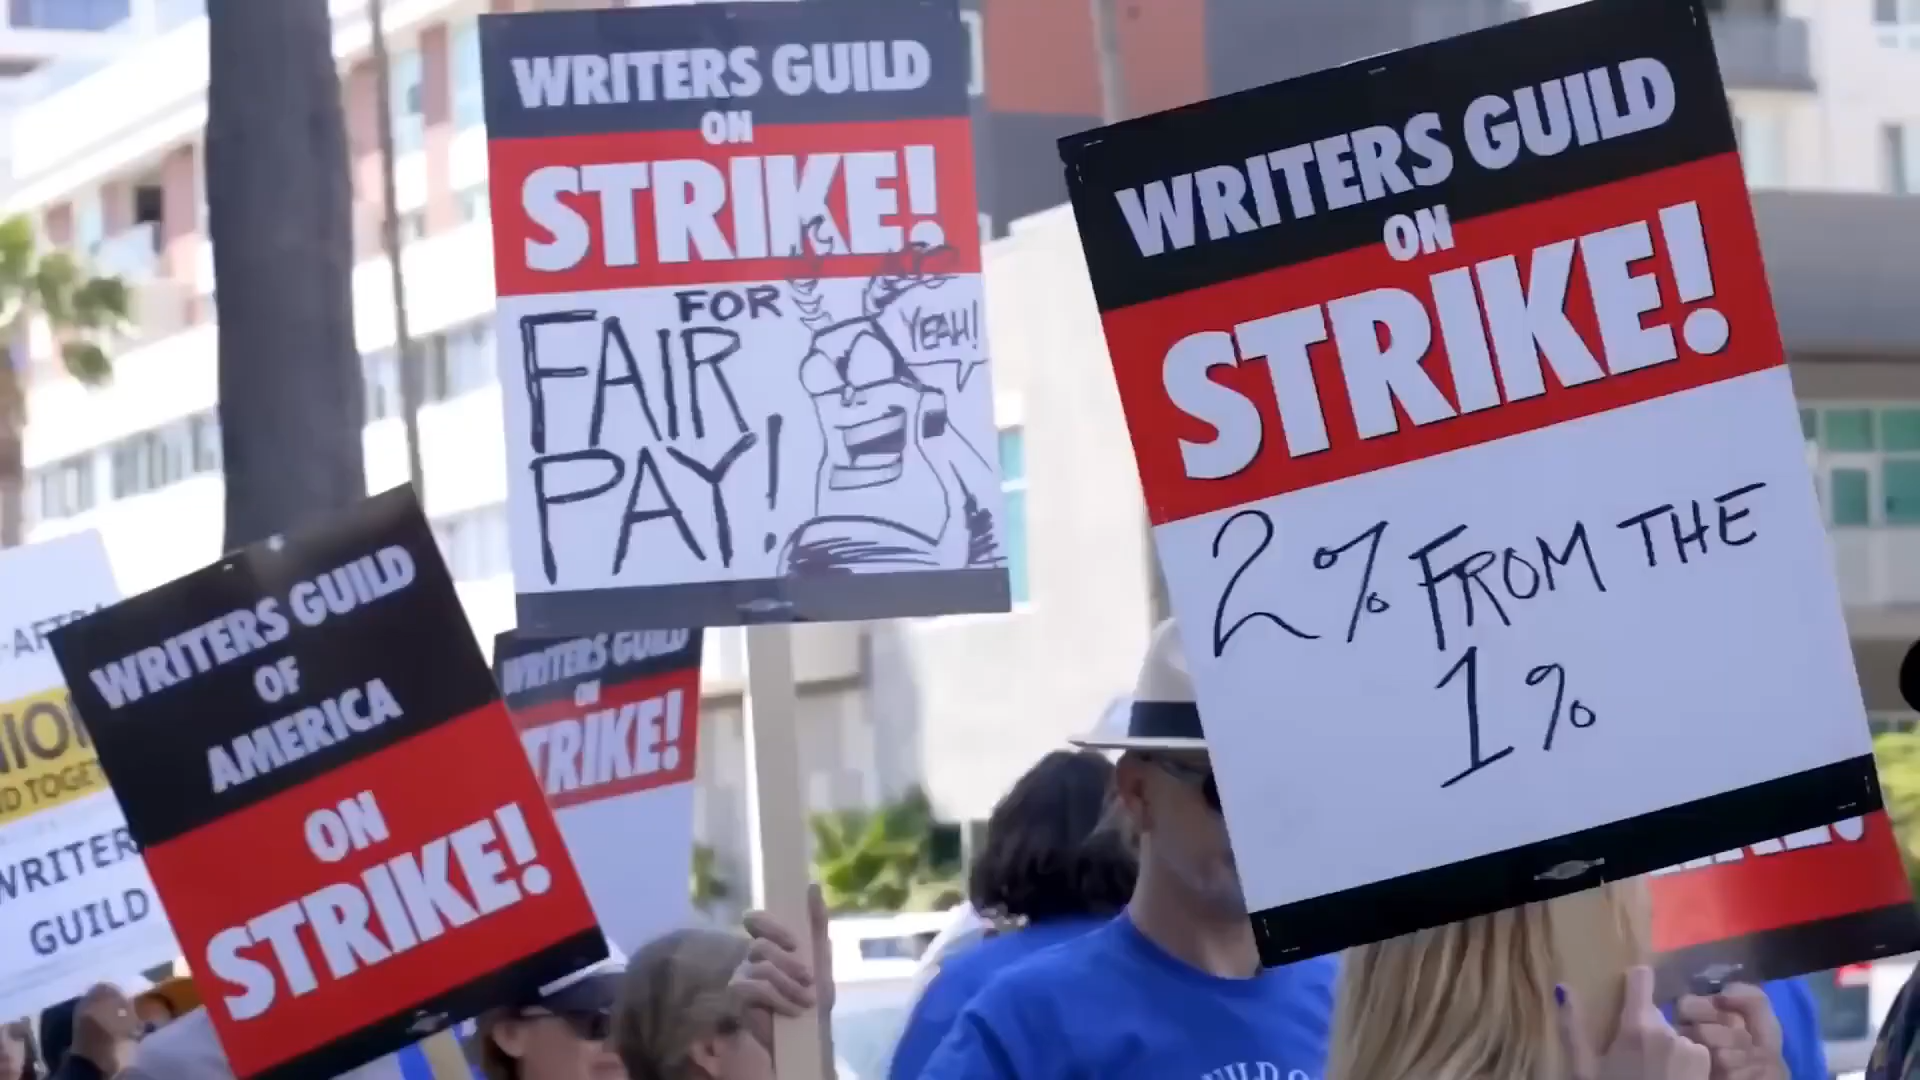 WRITERS GUILD
ON
STRIKE!
FOR
FAIR
PAY!
YEAH!
WRITERS GUILD
ON
STRIKE!
2% FROM THE
1%
WRITERS GUILD
OF
AMERICA
ON
STRIKE!
WRITERS GUILD
ON
STRIKE!
WRITER
GUILD